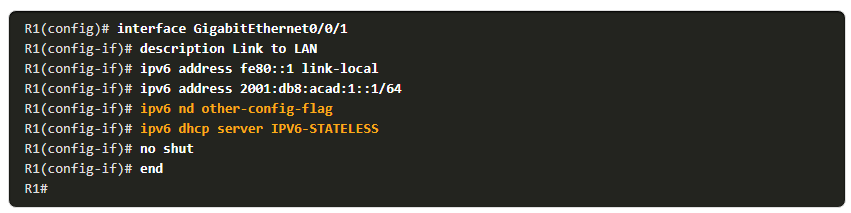 R1(config)# interface GigabitEthernet0/0/1
R1(config-if)# description Link to LAN
R1(config-if)# ipv6 address fe80::1 link-local
R1(config-if)# ipv6 address 2001:db8:acad:1::1/64
R1(config-if)# ipv6 nd other-config-flag
R1(config-if)# ipv6 dhcp server IPV6-STATELESS
R1(config-if)# no shut
R1(config-if)# end
R1#